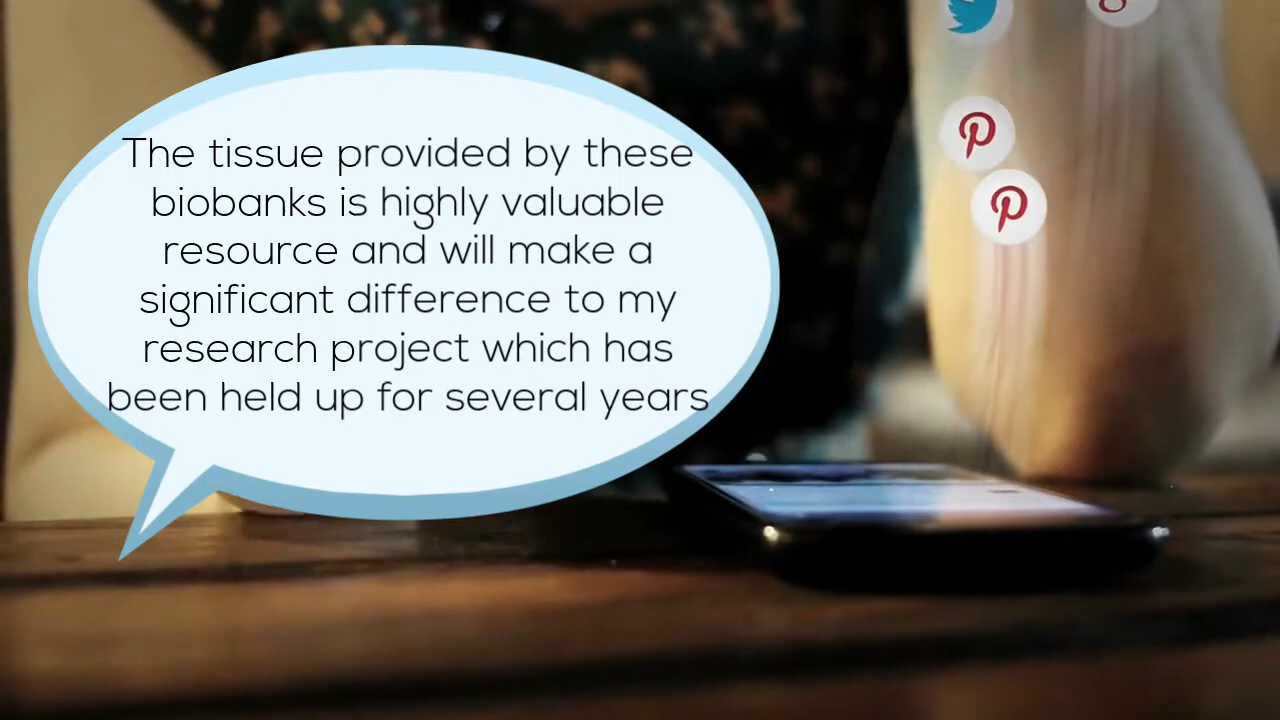 The tissue provided by these
biobanks is highly valuable
resource and will make a
significant difference to my
research project which has
been held up for several years